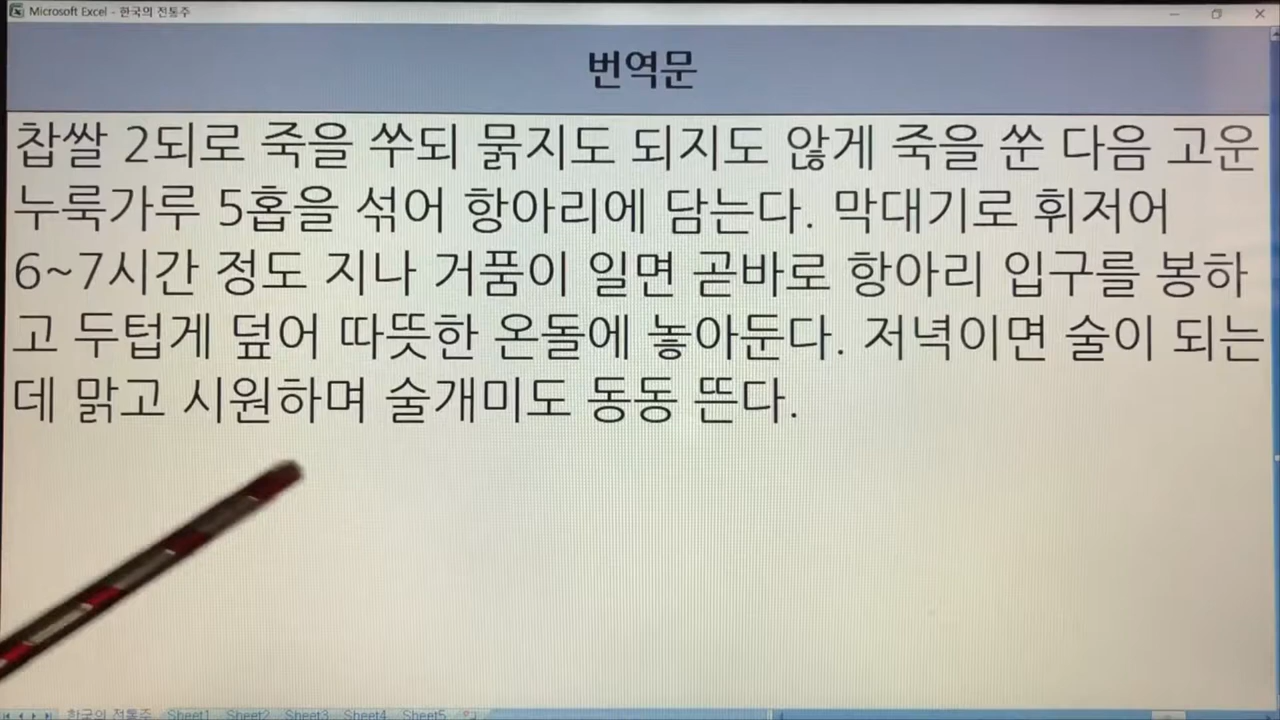 Microsoft Excel - 한국의 전통주
번역문
찹쌀 2되로 죽을 쑤되 묽지도 되지도 않게 죽을 쑨 다음 고운
누룩가루 5홉을 섞어 항아리에 담는다. 막대기로 휘저어
6~7시간 정도 지나 거품이 일면 곧바로 항아리 입구를 봉하
고 두텁게 덮어 따뜻한 온돌에 놓아둔다. 저녁이면 술이 되는
데 맑고 시원하며 술개미도 동동 뜬다.
한국의 전통주 Sheet1 Sheet2 Sheet3 Sheet4 Sheet5